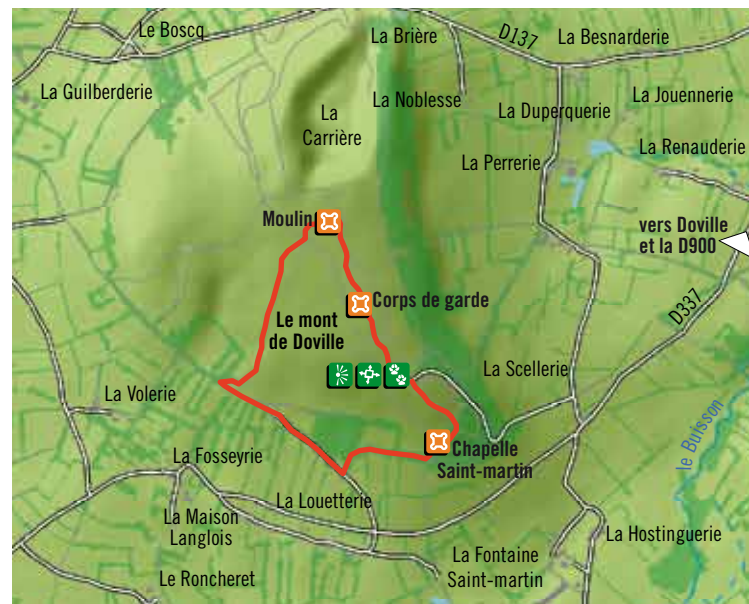 Le Boscq
La Brière
D137
La Besnarderie
La Guilberderie
La Noblesse
La Jouennerie
La
Carrière
La Duperquerie
La Perrerie
La Renauderie
Moulin
vers Doville
et la D900
Corps de garde
D337
Le mont
de Doville
La Scellerie
La Volerie
le Buisson
Chapelle
Saint-martin
La Fosseyrie
La Louetterie
La Maison
Langlois
La Hostinguerie
La Fontaine
Saint-martin
Le Roncheret